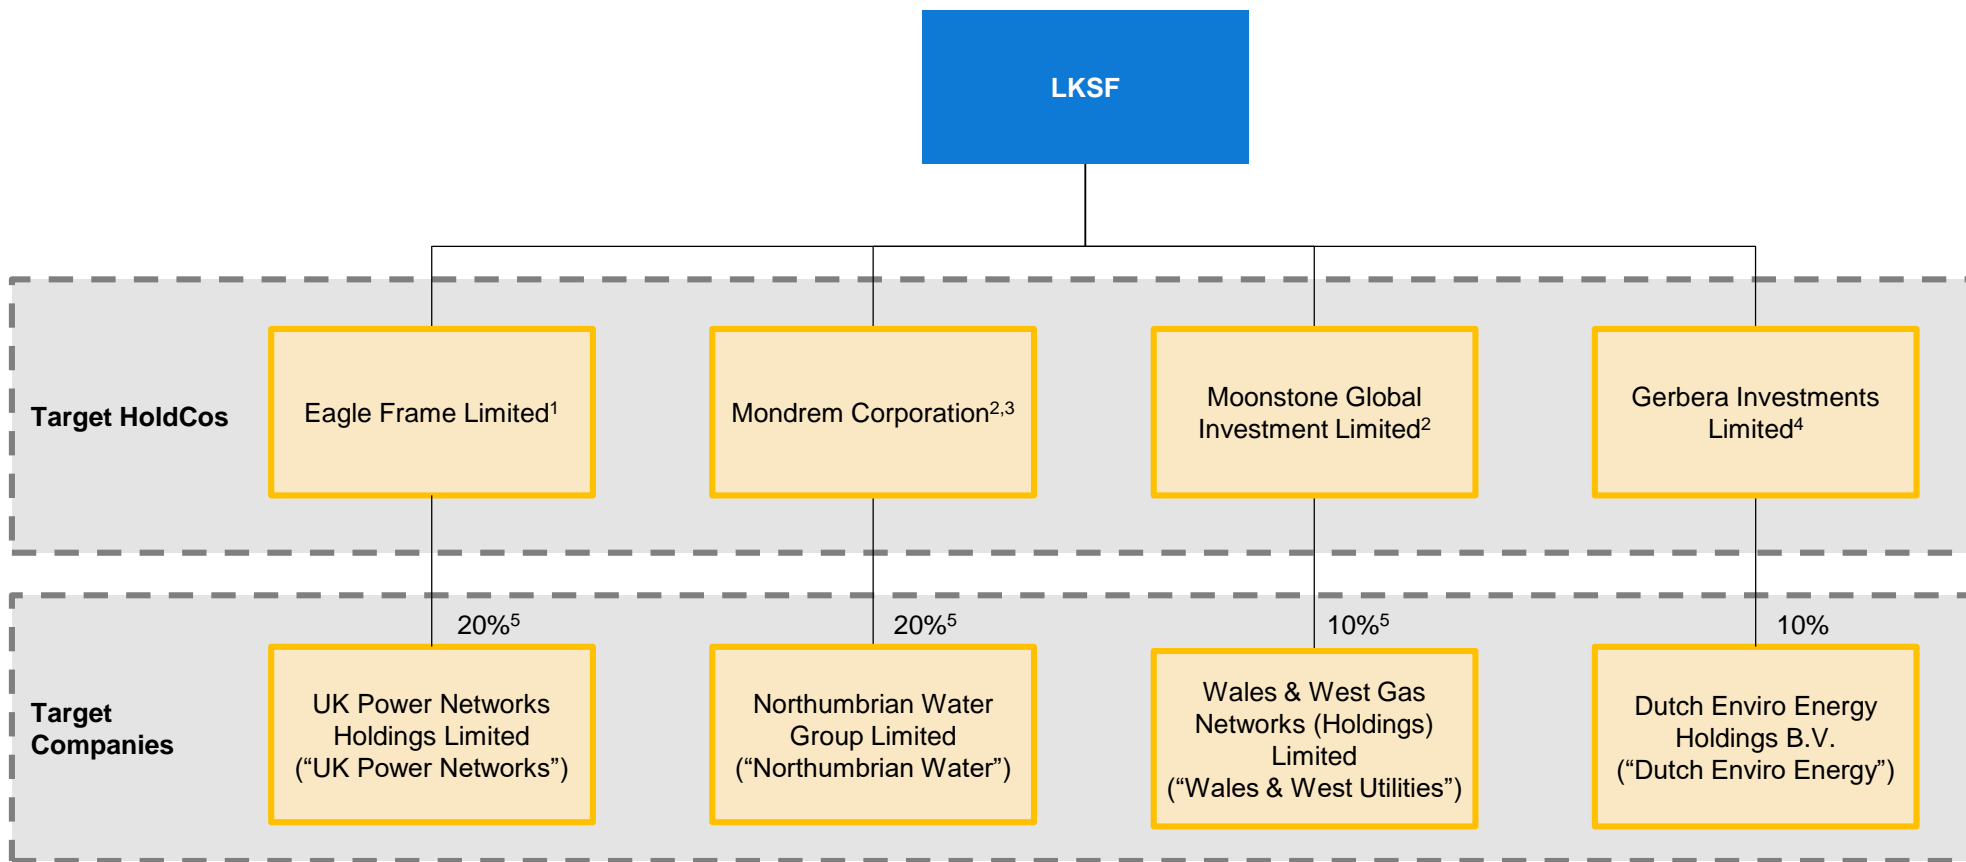 LKSF
Target HoldCos
Eagle Frame Limited1
Mondrem Corporation2,3
Moonstone Global
Investment Limited2
Gerbera Investments
Limited4
20%5
20%5
10%5
10%
Target
Companies
UK Power Networks
Holdings Limited
(“UK Power Networks”)
Northumbrian Water
Group Limited
(“Northumbrian Water”)
Wales & West Gas
Networks (Holdings)
Limited
(“Wales & West Utilities”)
Dutch Enviro Energy
Holdings B.V.
(“Dutch Enviro Energy”)